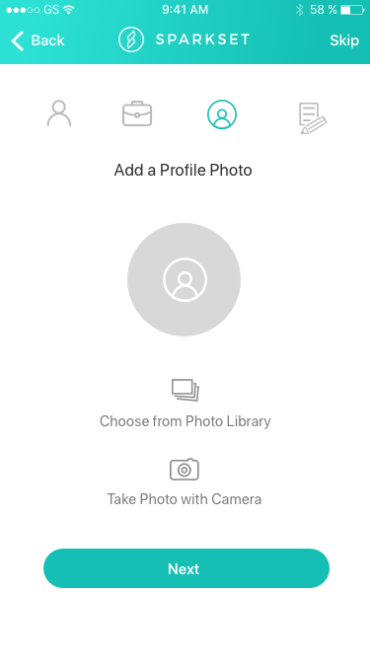 GS 9:41 AM 58 %
Back SPARKSET Skip
Add a Profile Photo
Choose from Photo Library
Take Photo with Camera
Next